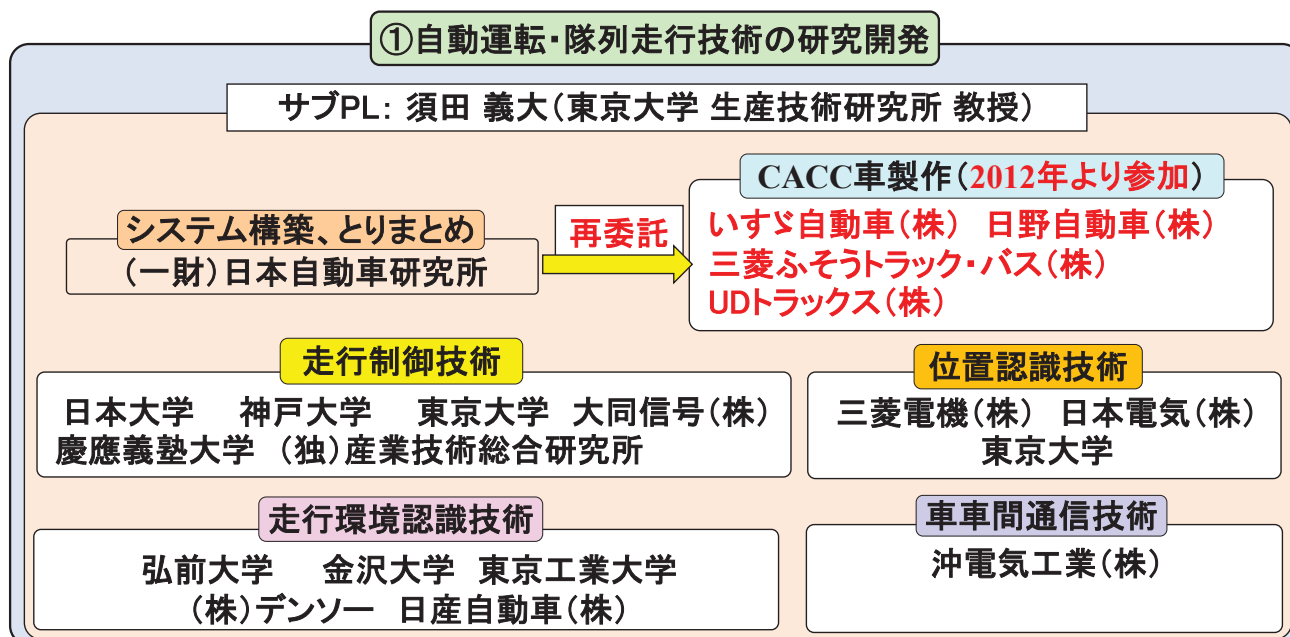 ①自動運転・隊列走行技術の研究開発
サブPL: 須田 義大(東京大学 生産技術研究所 教授)
システム構築、とりまとめ
(一財)日本自動車研究所
再委託
CACC車製作(2012年より参加)
いすゞ自動車(株) 日野自動車(株)
三菱ふそうトラック・バス(株)
UDトラックス(株)
走行制御技術
日本大学 神戸大学 東京大学 大同信号(株)
慶應義塾大学 (独)産業技術総合研究所
位置認識技術
三菱電機(株) 日本電気(株)
東京大学
走行環境認識技術
弘前大学 金沢大学 東京工業大学
(株)デンソー 日産自動車(株)
車車間通信技術
沖電気工業(株)